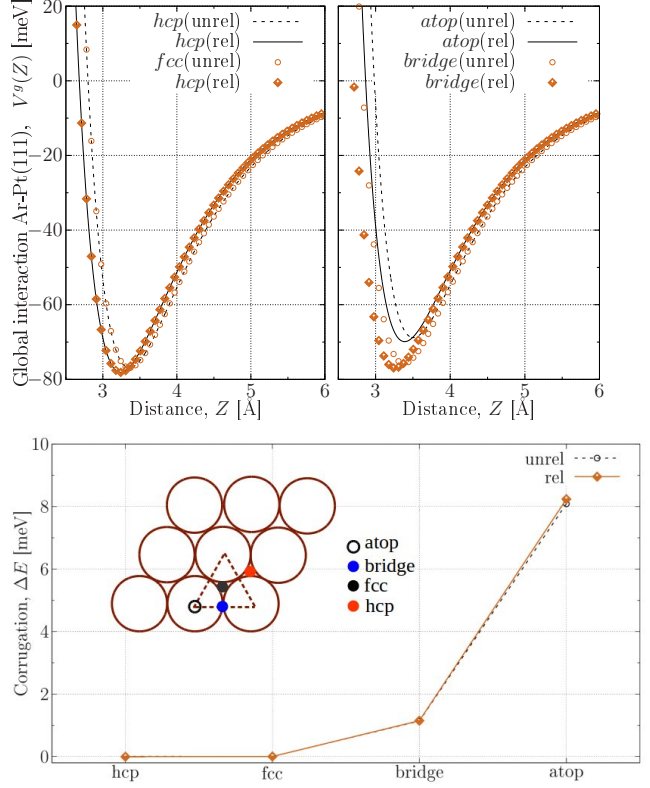 Global interaction Ar-Pt(111), V^g(Z) [meV]
20
0
−20
−40
−60
−80
hcp(unrel)
hcp(rel)
fcc(unrel)
hcp(rel)
3
4
5
6
Distance, Z [Å]
atop(unrel)
atop(rel)
bridge(unrel)
bridge(rel)
3
4
5
6
Distance, Z [Å]
Corrugation, ΔE [meV]
10
8
6
4
2
0
unrel
rel
atop
bridge
fcc
hcp
hcp
fcc
bridge
atop